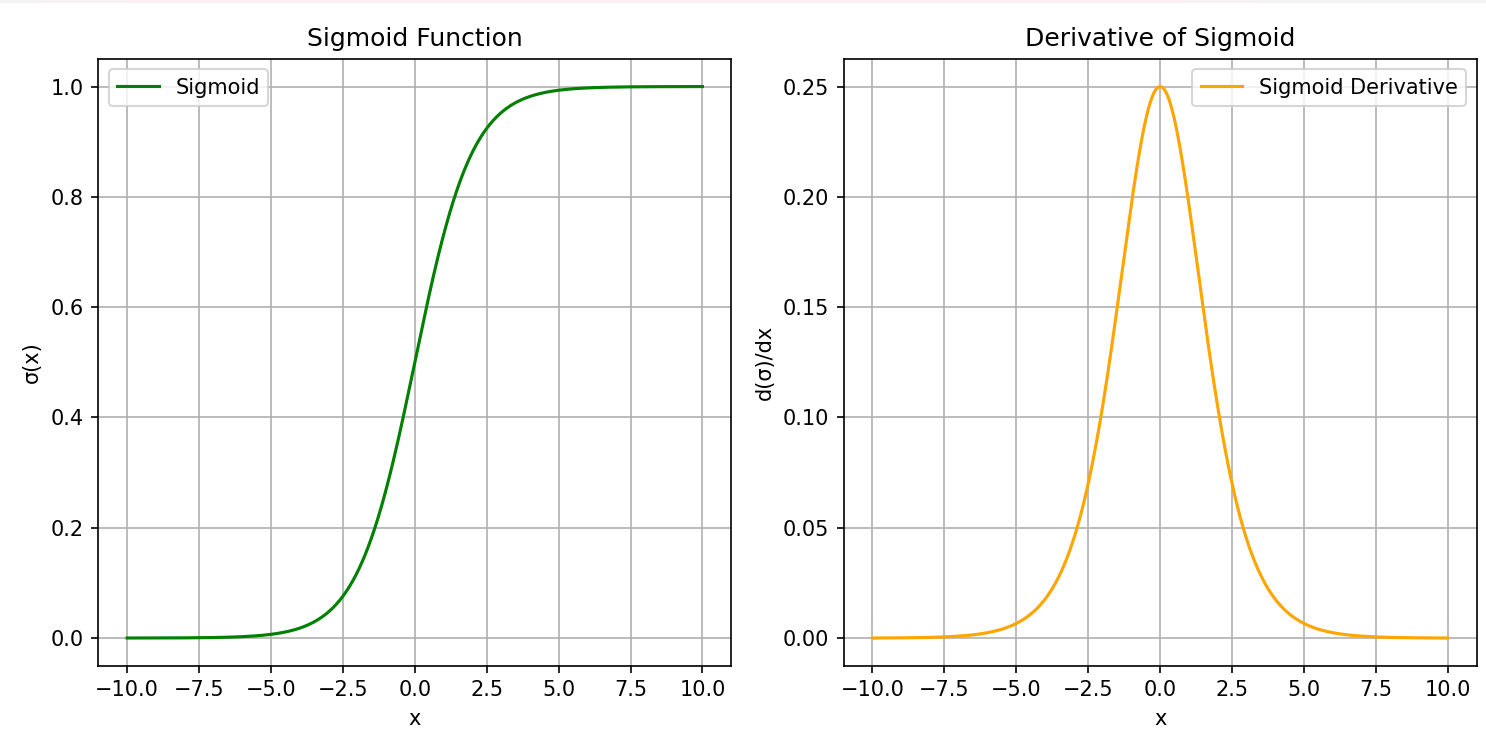 Sigmoid Function
Sigmoid
1.0
0.8
0.6
0.4
0.2
0.0
σ(x)
−10.0 −7.5 −5.0 −2.5 0.0 2.5 5.0 7.5 10.0
x
Derivative of Sigmoid
Sigmoid Derivative
0.25
0.20
0.15
0.10
0.05
0.00
d(σ)/dx
−10.0 −7.5 −5.0 −2.5 0.0 2.5 5.0 7.5 10.0
x